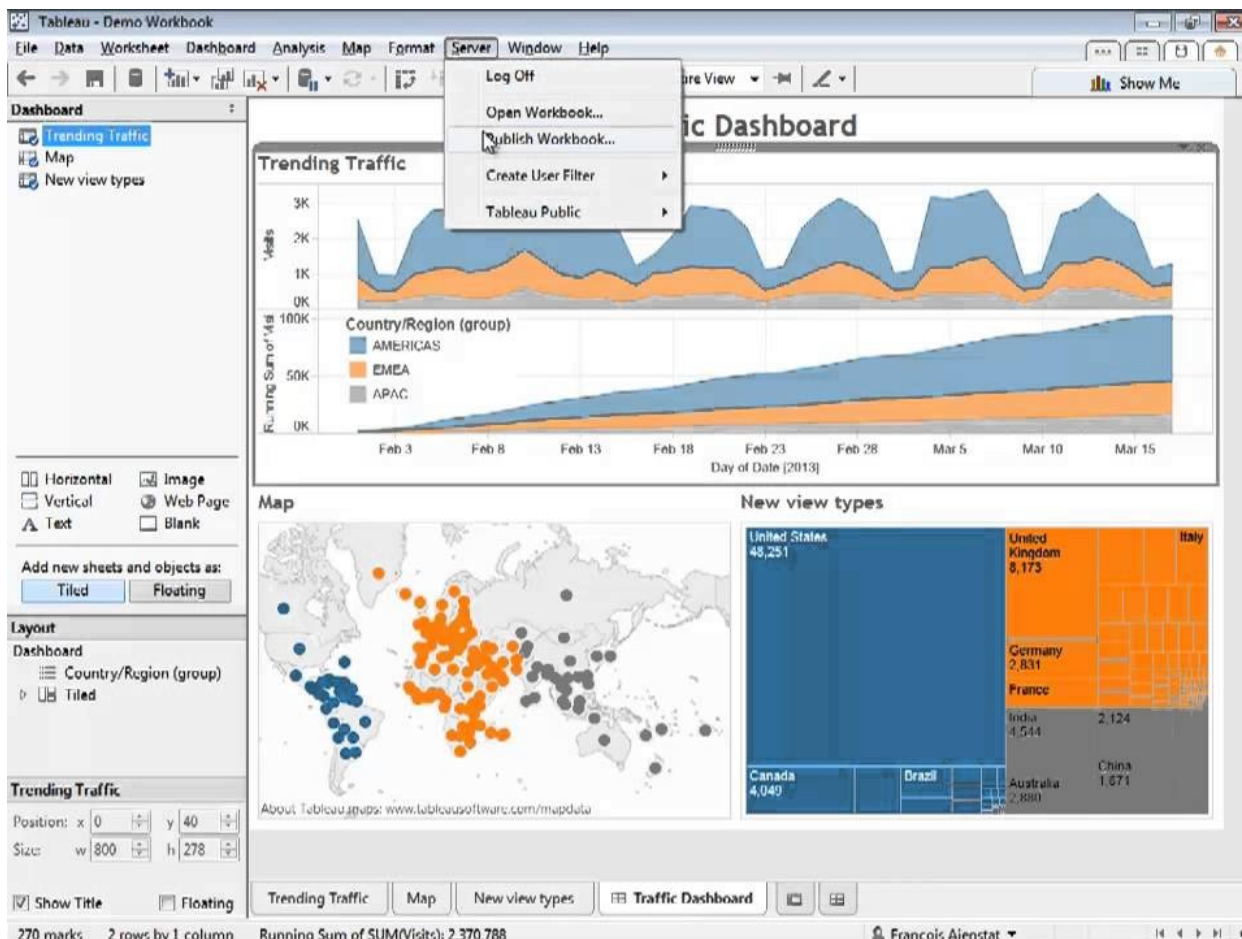 Tableau - Demo Workbook
File Data Worksheet Dashboard Analysis Map Format Server Window Help
Log Off
Open Workbook...
Publish Workbook...
Create User Filter
Tableau Public
View
Show Me
Dashboard
Trending Traffic
Map
New view types
Dashboard
Trending Traffic
3K
2K
1K
0K
Visits
Country/Region (group)
AMERICAS
EMEA
APAC
100K
50K
0K
Running Sum of Visi
Feb 3 Feb 8 Feb 13 Feb 18 Feb 23 Feb 28 Mar 5 Mar 10 Mar 15
Day of Date [2013]
Horizontal Image
Vertical Web Page
Text Blank
Add new sheets and objects as:
Tiled Floating
Layout
Dashboard
Country/Region (group)
Tiled
Trending Traffic
Position: x 0 y 40
Size: w 800 h 278
Show Title Floating
Map
About Tableau maps: www.tableausoftware.com/mapdata
New view types
United States
48,251
Canada
4,049
Brazil
United
Kingdom
8,173
Italy
Germany
2,831
France
India
4,544
2,124
Australia
2,880
China
1,671
Trending Traffic Map New view types Traffic Dashboard
270 marks 2 rows by 1 column Running Sum of SUM(Visits): 2,370,788
Francois Ajenstat